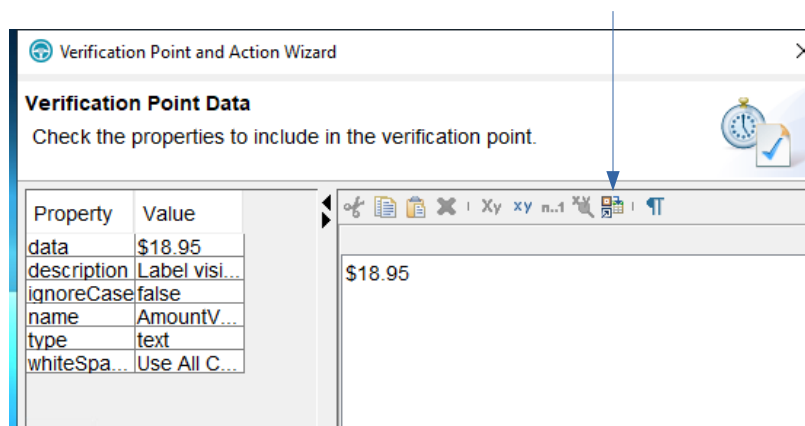 Verification Point and Action Wizard
Verification Point Data
Check the properties to include in the verification point.
Property Value
Xy xy n..1
data $18.95
description Label visi...
ignoreCase false
name AmountV...
type text
whiteSpa... Use All C...
$18.95